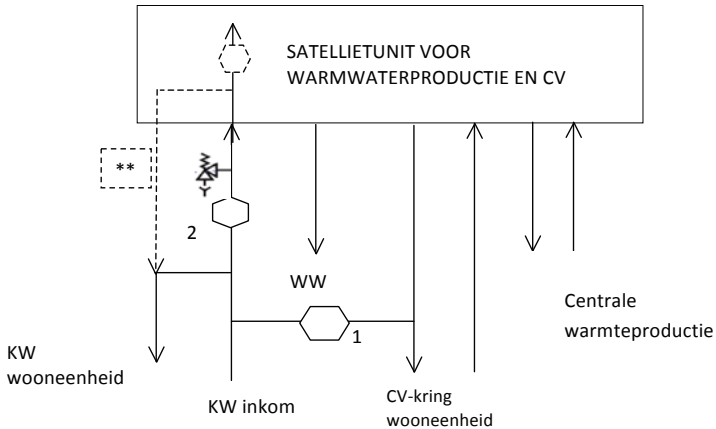 SATELLIETUNIT VOOR
WARMWATERPRODUCTIE EN CV
**
2
WW
1
Centrale
warmteproductie
KW
wooneenheid
KW inkom
CV-kring
wooneenheid